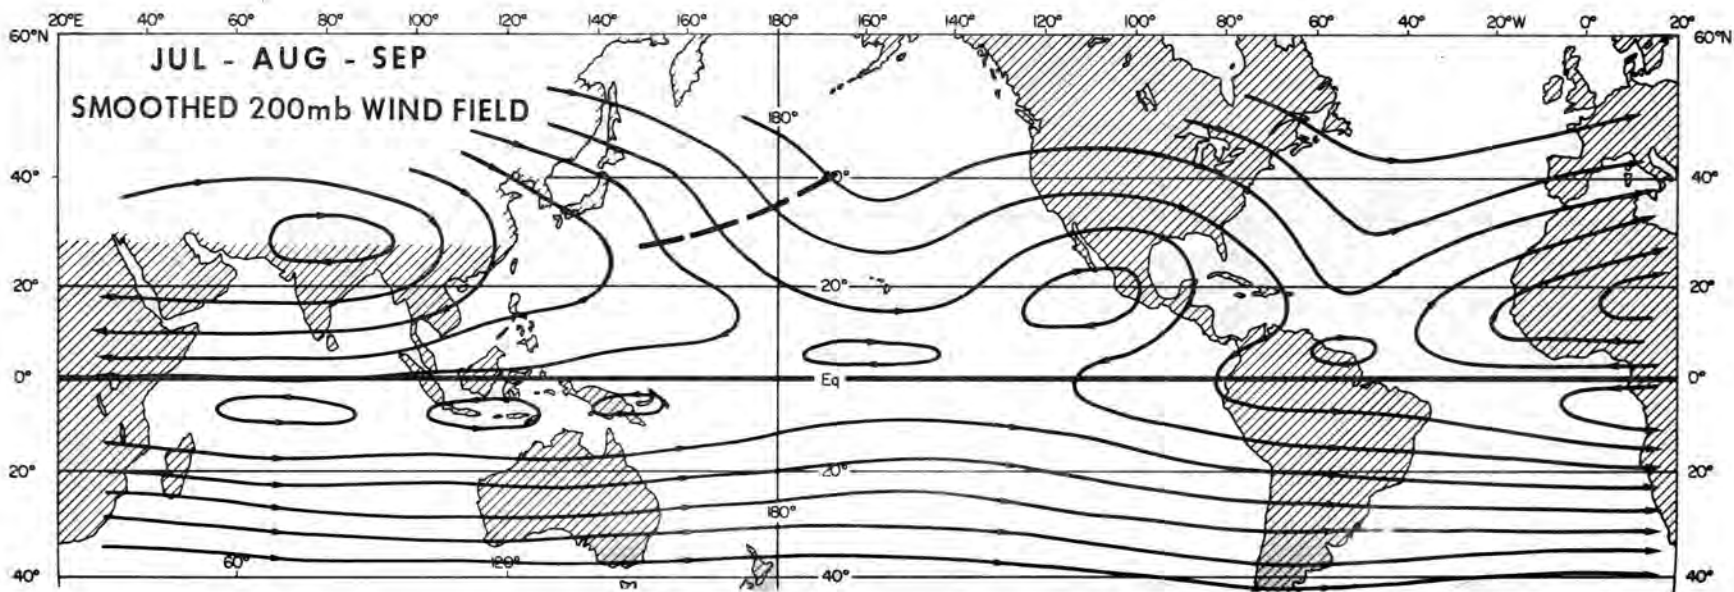 20° 40° 60° 80° 100° 120° 140° 160° 180° 160° 140° 120° 100° 80° 60° 40° 20°W 0° 20°
60°N 60°N
JUL - AUG - SEP
SMOOTHED 200mb WIND FIELD
180°
40° 40°
20° 20° 20°
0° Eq 0°
20° 20° 20°
180°
60° 120°
40° 40° 40°